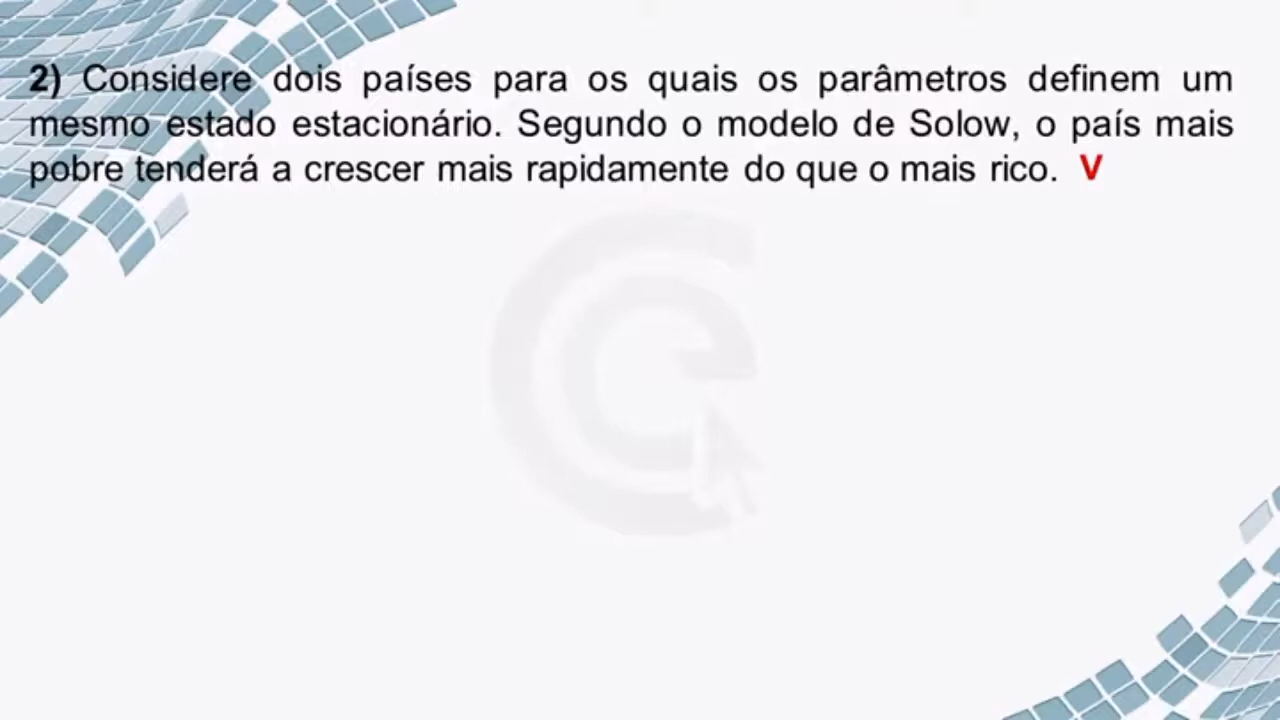 2) Considere dois países para os quais os parâmetros definem um
mesmo estado estacionário. Segundo o modelo de Solow, o país mais
pobre tenderá a crescer mais rapidamente do que o mais rico. V